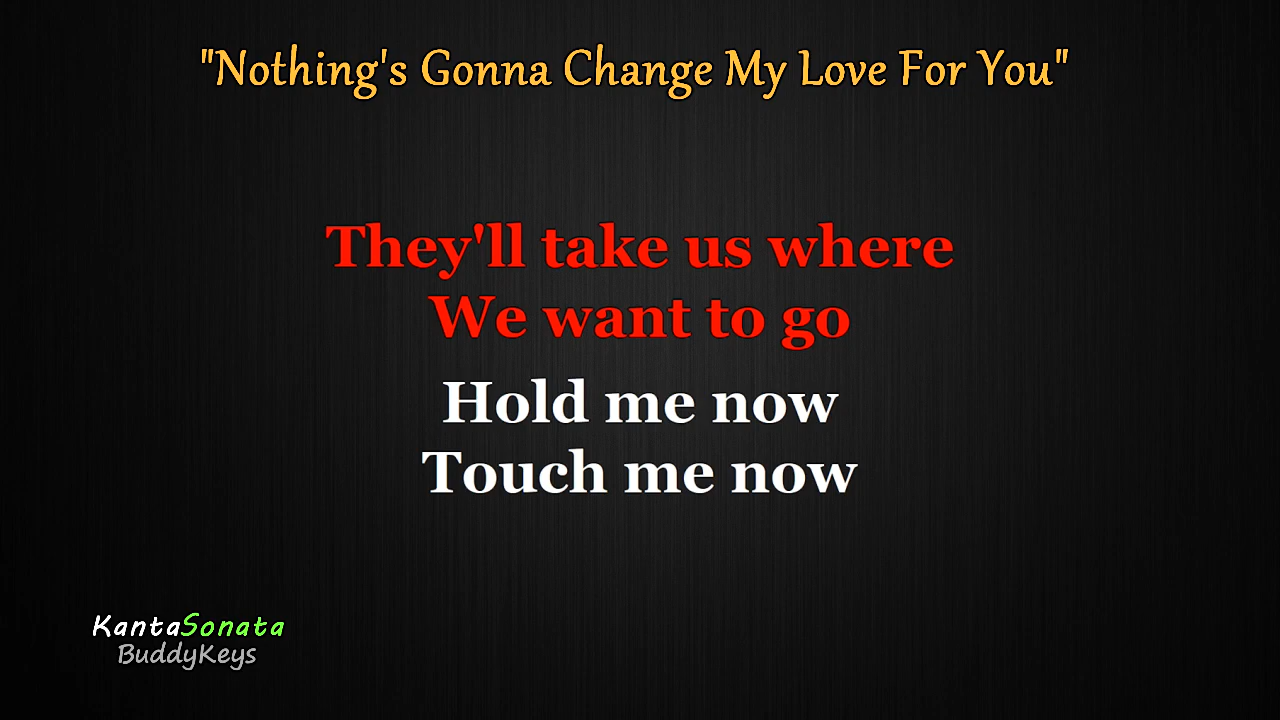 "Nothing's Gonna Change My Love For You"
They'll take us where
We want to go
Hold me now
Touch me now
KantaSonata
BuddyKeys